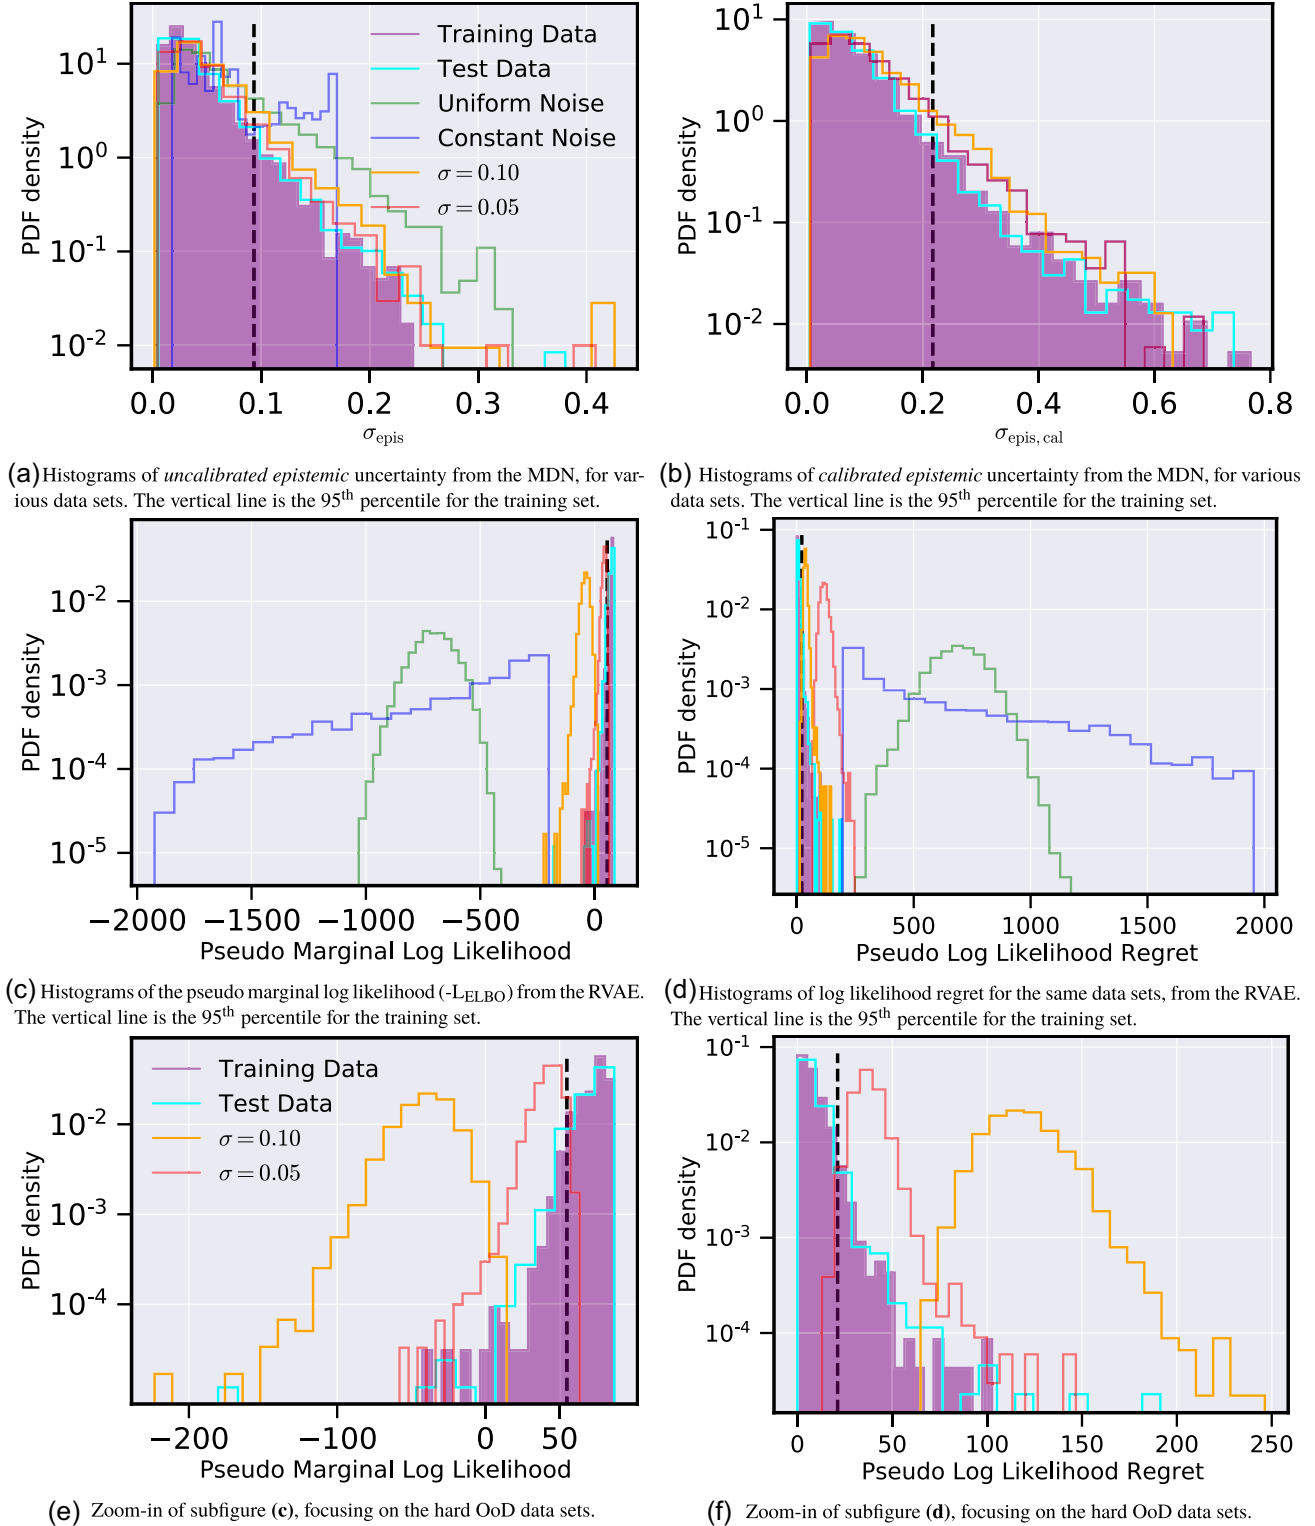 PDF density
10¹
10⁰
10⁻¹
10⁻²
Training Data
Test Data
Uniform Noise
Constant Noise
σ = 0.10
σ = 0.05
0.0 0.1 0.2 0.3 0.4
σepis
PDF density
10¹
10⁰
10⁻¹
10⁻²
0.0 0.2 0.4 0.6 0.8
σepis, cal
(a) Histograms of uncalibrated epistemic uncertainty from the MDN, for var-
ious data sets. The vertical line is the 95th percentile for the training set.
(b) Histograms of calibrated epistemic uncertainty from the MDN, for various
data sets. The vertical line is the 95th percentile for the training set.
PDF density
10⁻²
10⁻³
10⁻⁴
10⁻⁵
−2000 −1500 −1000 −500 0
Pseudo Marginal Log Likelihood
PDF density
10⁻¹
10⁻²
10⁻³
10⁻⁴
10⁻⁵
0 500 1000 1500 2000
Pseudo Log Likelihood Regret
(c) Histograms of the pseudo marginal log likelihood (-LELBO) from the RVAE.
The vertical line is the 95th percentile for the training set.
(d) Histograms of log likelihood regret for the same data sets, from the RVAE.
The vertical line is the 95th percentile for the training set.
PDF density
10⁻²
10⁻³
10⁻⁴
Training Data
Test Data
σ = 0.10
σ = 0.05
−200 −100 0 50
Pseudo Marginal Log Likelihood
PDF density
10⁻¹
10⁻²
10⁻³
10⁻⁴
0 50 100 150 200 250
Pseudo Log Likelihood Regret
(e) Zoom-in of subfigure (c), focusing on the hard OoD data sets.
(f) Zoom-in of subfigure (d), focusing on the hard OoD data sets.